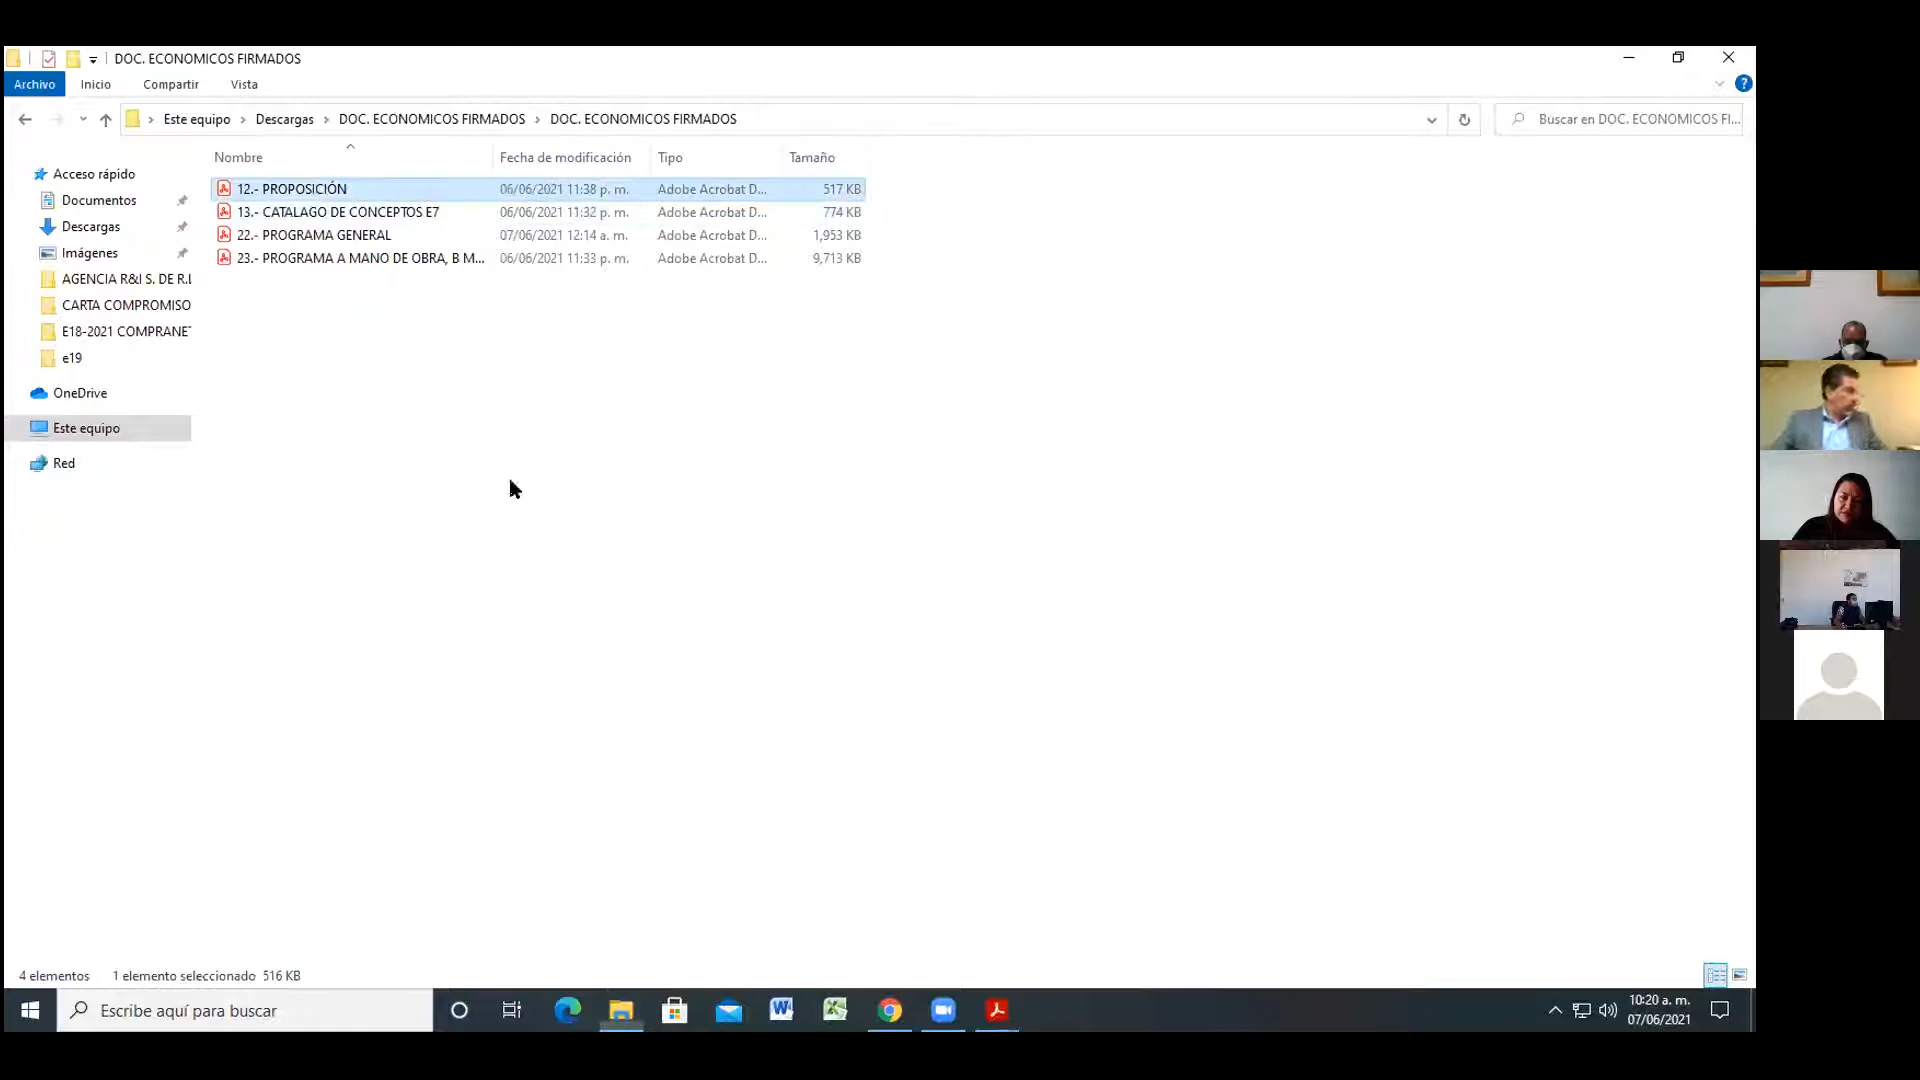 DOC. ECONOMICOS FIRMADOS
Archivo Inicio Compartir Vista
Este equipo > Descargas > DOC. ECONOMICOS FIRMADOS > DOC. ECONOMICOS FIRMADOS
Buscar en DOC. ECONOMICOS FI...
Nombre Fecha de modificación Tipo Tamaño
12.- PROPOSICIÓN 06/06/2021 11:38 p. m. Adobe Acrobat D... 517 KB
13.- CATALAGO DE CONCEPTOS E7 06/06/2021 11:32 p. m. Adobe Acrobat D... 774 KB
22.- PROGRAMA GENERAL 07/06/2021 12:14 a. m. Adobe Acrobat D... 1,953 KB
23.- PROGRAMA A MANO DE OBRA, B M... 06/06/2021 11:33 p. m. Adobe Acrobat D... 9,713 KB
Acceso rápido
Documentos
Descargas
Imágenes
AGENCIA R&I S. DE R.L
CARTA COMPROMISO
E18-2021 COMPRANET
e19
OneDrive
Este equipo
Red
4 elementos 1 elemento seleccionado 516 KB
Escribe aquí para buscar
10:20 a. m.
07/06/2021